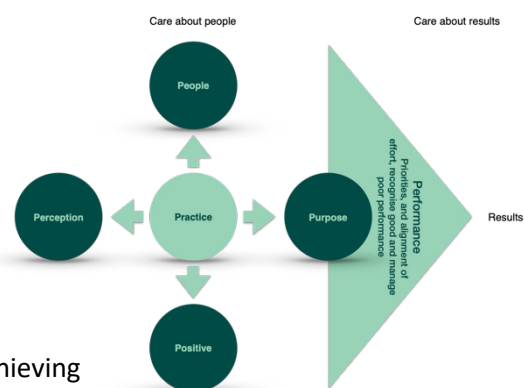 Care about people
Care about results
People
Perception
Practice
Purpose
Performance
Priorities, and alignment of
effort, recognise good and manage
poor performance
Results
Positive
hieving